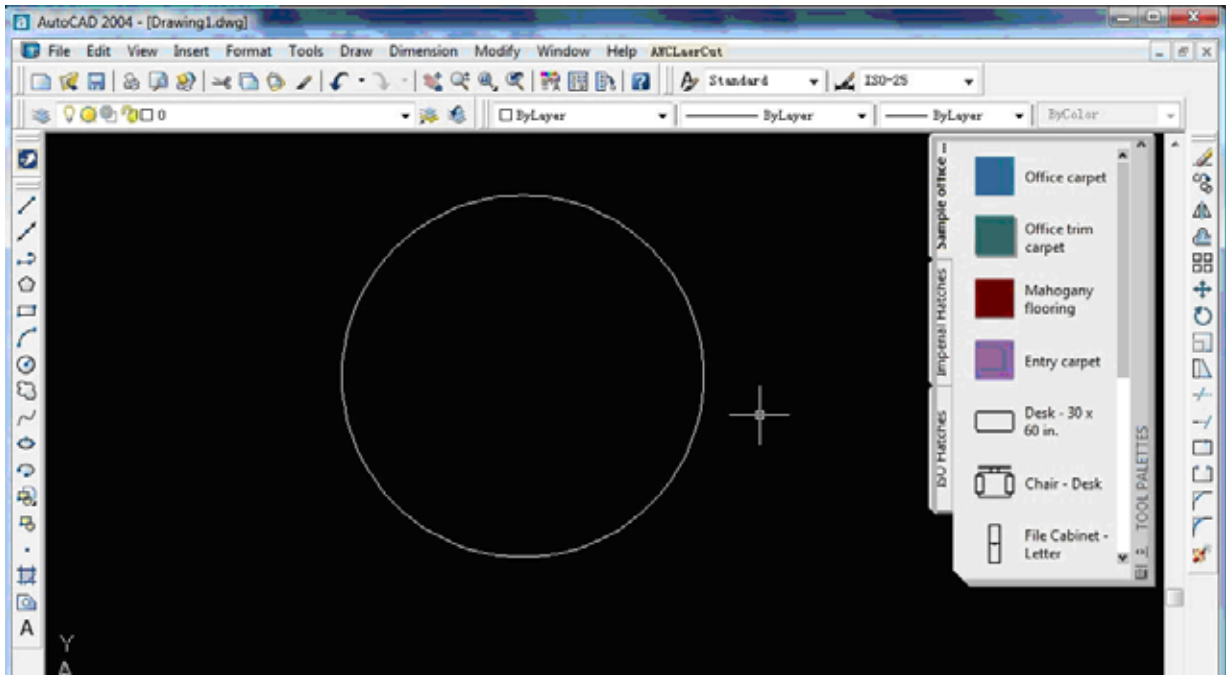 AutoCAD 2004 - [Drawing1.dwg]
File Edit View Insert Format Tools Draw Dimension Modify Window Help AWCLaerCut
Standard ISO-25
0 ByLayer ByLayer ByLayer ByColor
Sample office ...
Imperial Hatches
ISO Hatches
Office carpet
Office trim
carpet
Mahogany
flooring
Entry carpet
Desk - 30 x
60 in.
Chair - Desk
File Cabinet -
Letter
TOOL PALETTES
A
Y